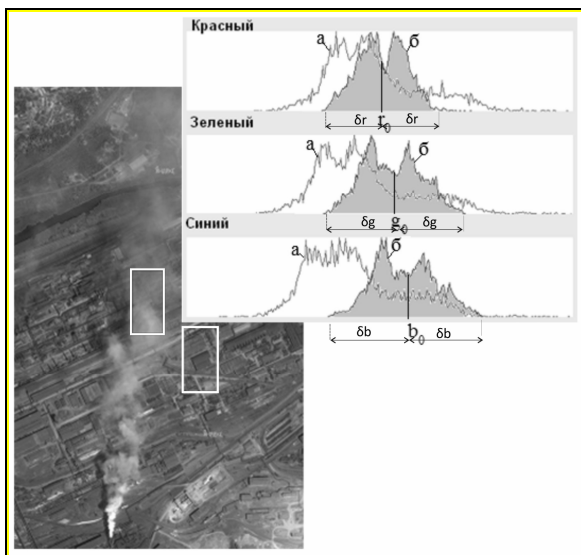 Красный
а б
δr r₀ δr
Зеленый
а б
δg g₀ δg
Синий
а б
δb b₀ δb